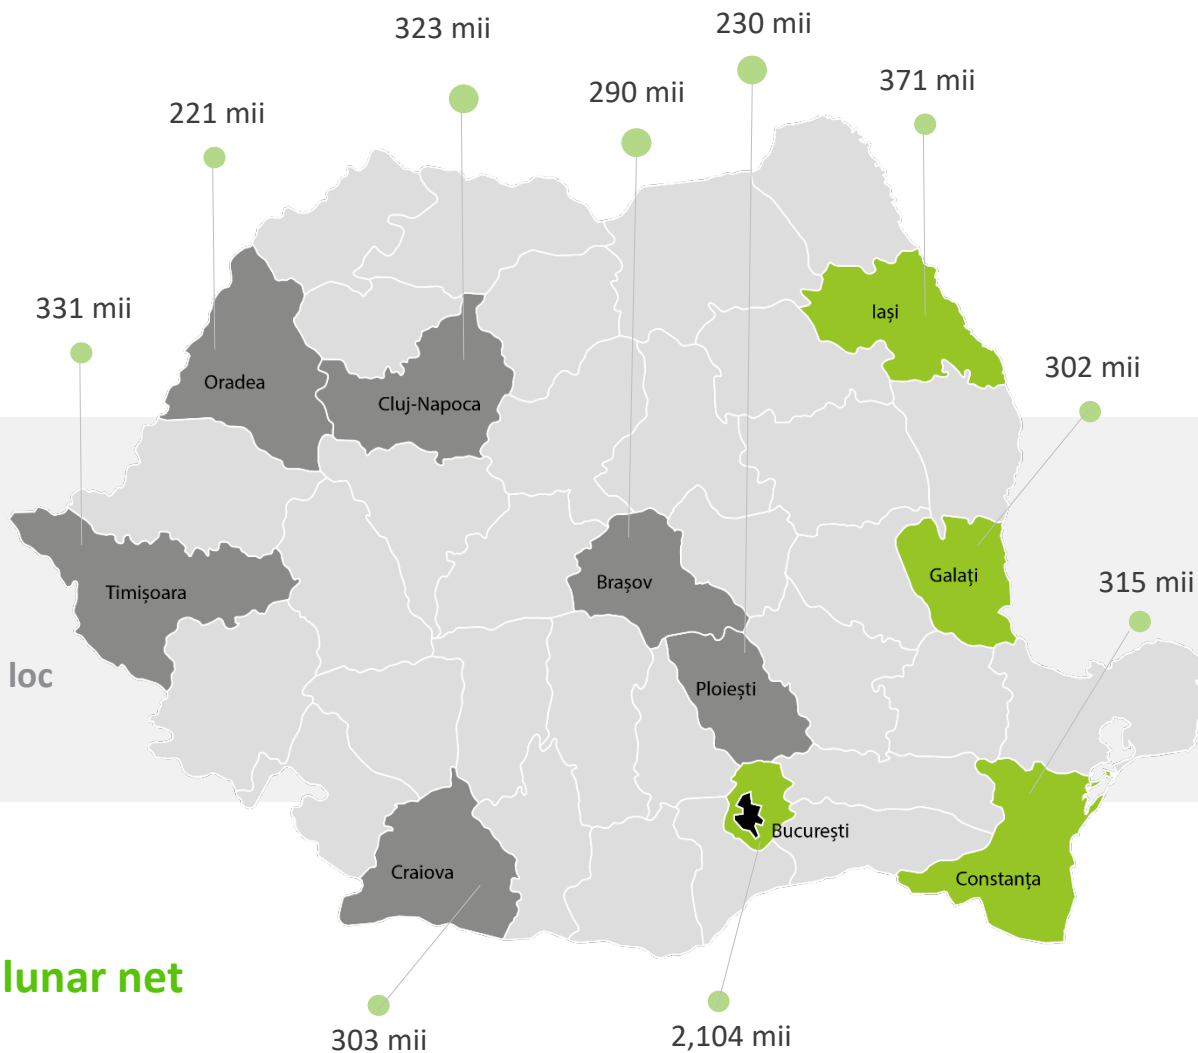 323 mii
230 mii
290 mii
371 mii
221 mii
331 mii
Iași
302 mii
Oradea
Cluj-Napoca
Galați
315 mii
Timișoara
Brașov
loc
Ploiești
București
Craiova
Constanța
lunar net
303 mii
2,104 mii